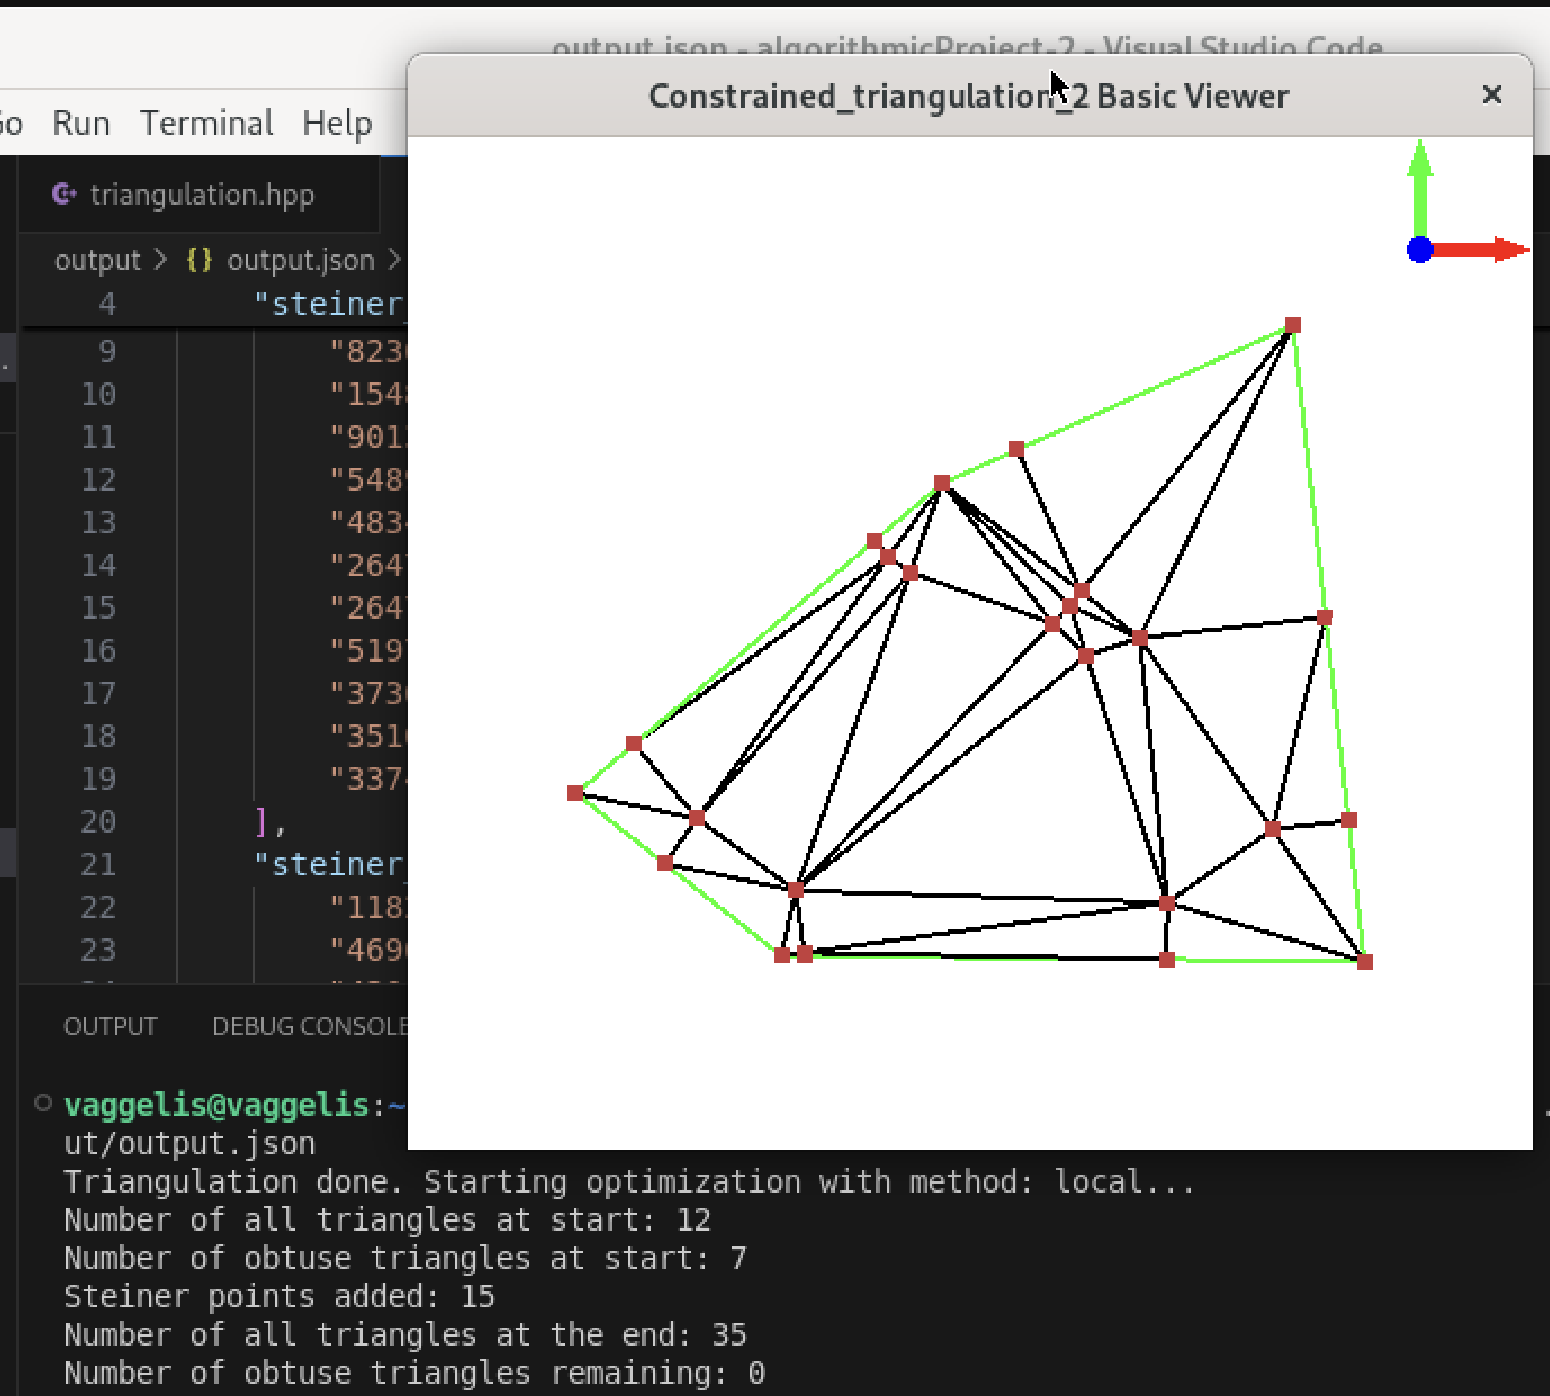 output.json - algorithmicProject-2 - Visual Studio Code
Constrained_triangulation_2 Basic Viewer ×
Go Run Terminal Help
triangulation.hpp
output > {} output.json >
4 "steiner_
9 "823
10 "154
11 "901
12 "548
13 "483
14 "264
15 "264
16 "519
17 "373
18 "351
19 "337
20 ],
21 "steiner_
22 "118
23 "469
OUTPUT DEBUG CONSOLE
vaggelis@vaggelis:~
ut/output.json
Triangulation done. Starting optimization with method: local...
Number of all triangles at start: 12
Number of obtuse triangles at start: 7
Steiner points added: 15
Number of all triangles at the end: 35
Number of obtuse triangles remaining: 0